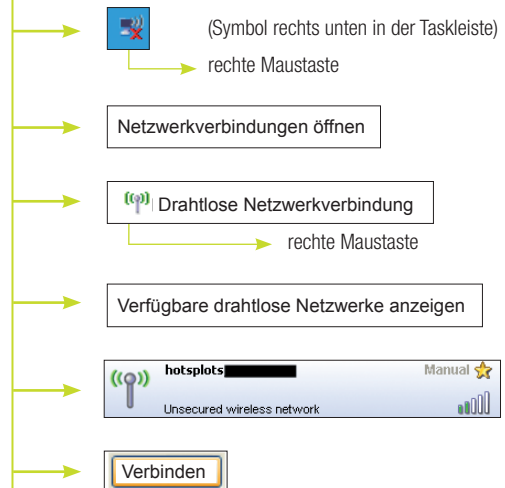 (Symbol rechts unten in der Taskleiste)
rechte Maustaste
Netzwerkverbindungen öffnen
Drahtlose Netzwerkverbindung
rechte Maustaste
Verfügbare drahtlose Netzwerke anzeigen
hotsplots Manual
Unsecured wireless network
Verbinden